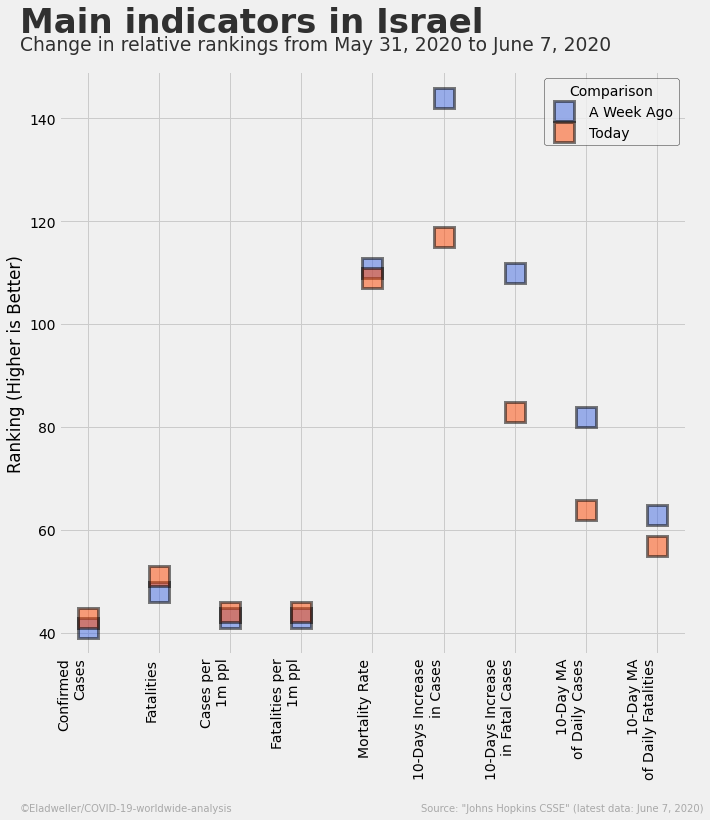 Main indicators in Israel
Change in relative rankings from May 31, 2020 to June 7, 2020
Comparison
A Week Ago
Today
Ranking (Higher is Better)
140
120
100
80
60
40
Confirmed
Cases
Fatalities
Cases per
1m ppl
Fatalities per
1m ppl
Mortality Rate
10-Days Increase
in Cases
10-Days Increase
in Fatal Cases
10-Day MA
of Daily Cases
10-Day MA
of Daily Fatalities
©Eladweller/COVID-19-worldwide-analysis
Source: "Johns Hopkins CSSE" (latest data: June 7, 2020)